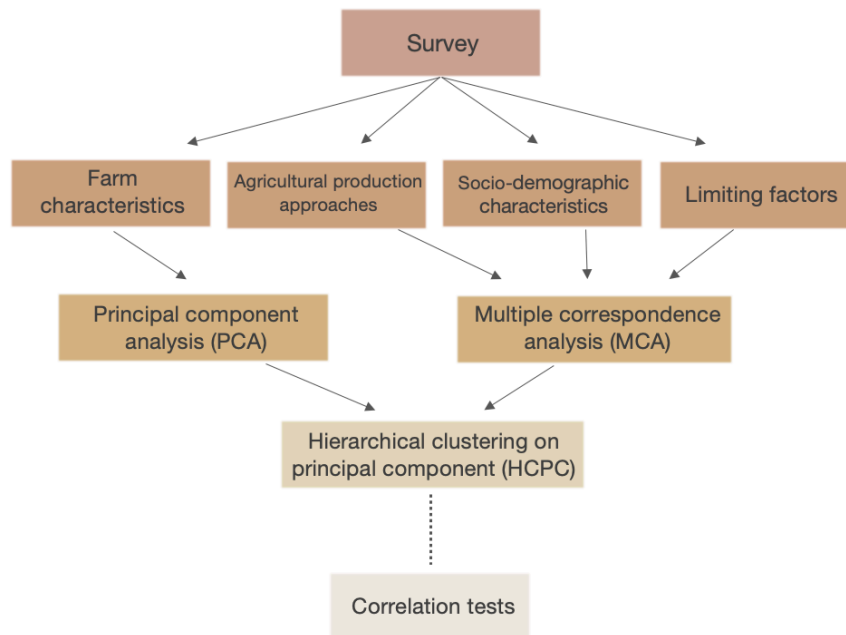 Survey
Farm
characteristics
Agricultural production
approaches
Socio-demographic
characteristics
Limiting factors
Principal component
analysis (PCA)
Multiple correspondence
analysis (MCA)
Hierarchical clustering on
principal component (HCPC)
Correlation tests